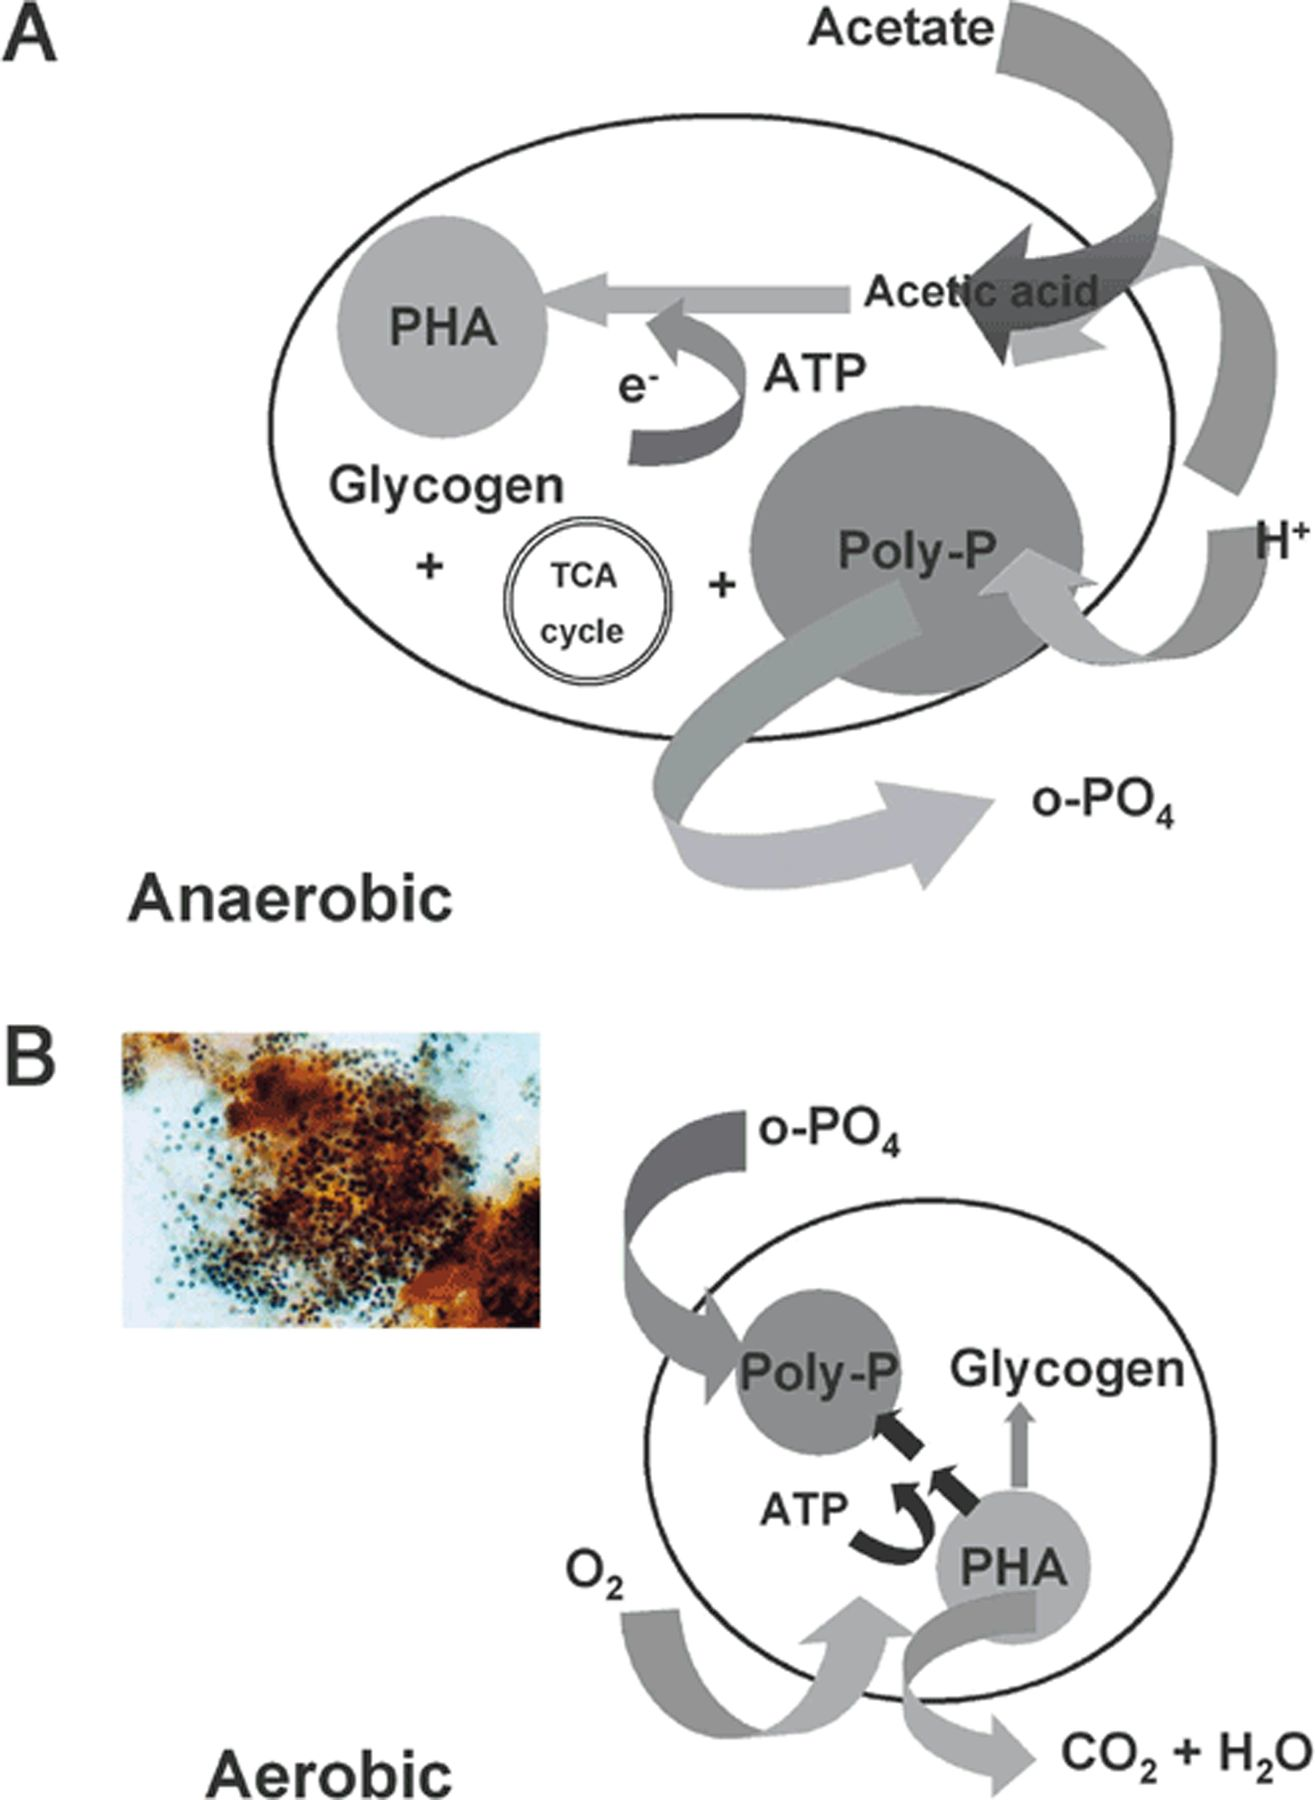 A
Acetate
Acetic acid
PHA
e⁻
ATP
Glycogen
Poly-P
H⁺
+
TCA
cycle
+
o-PO₄
Anaerobic
B
o-PO₄
Poly-P
Glycogen
ATP
PHA
O₂
CO₂ + H₂O
Aerobic